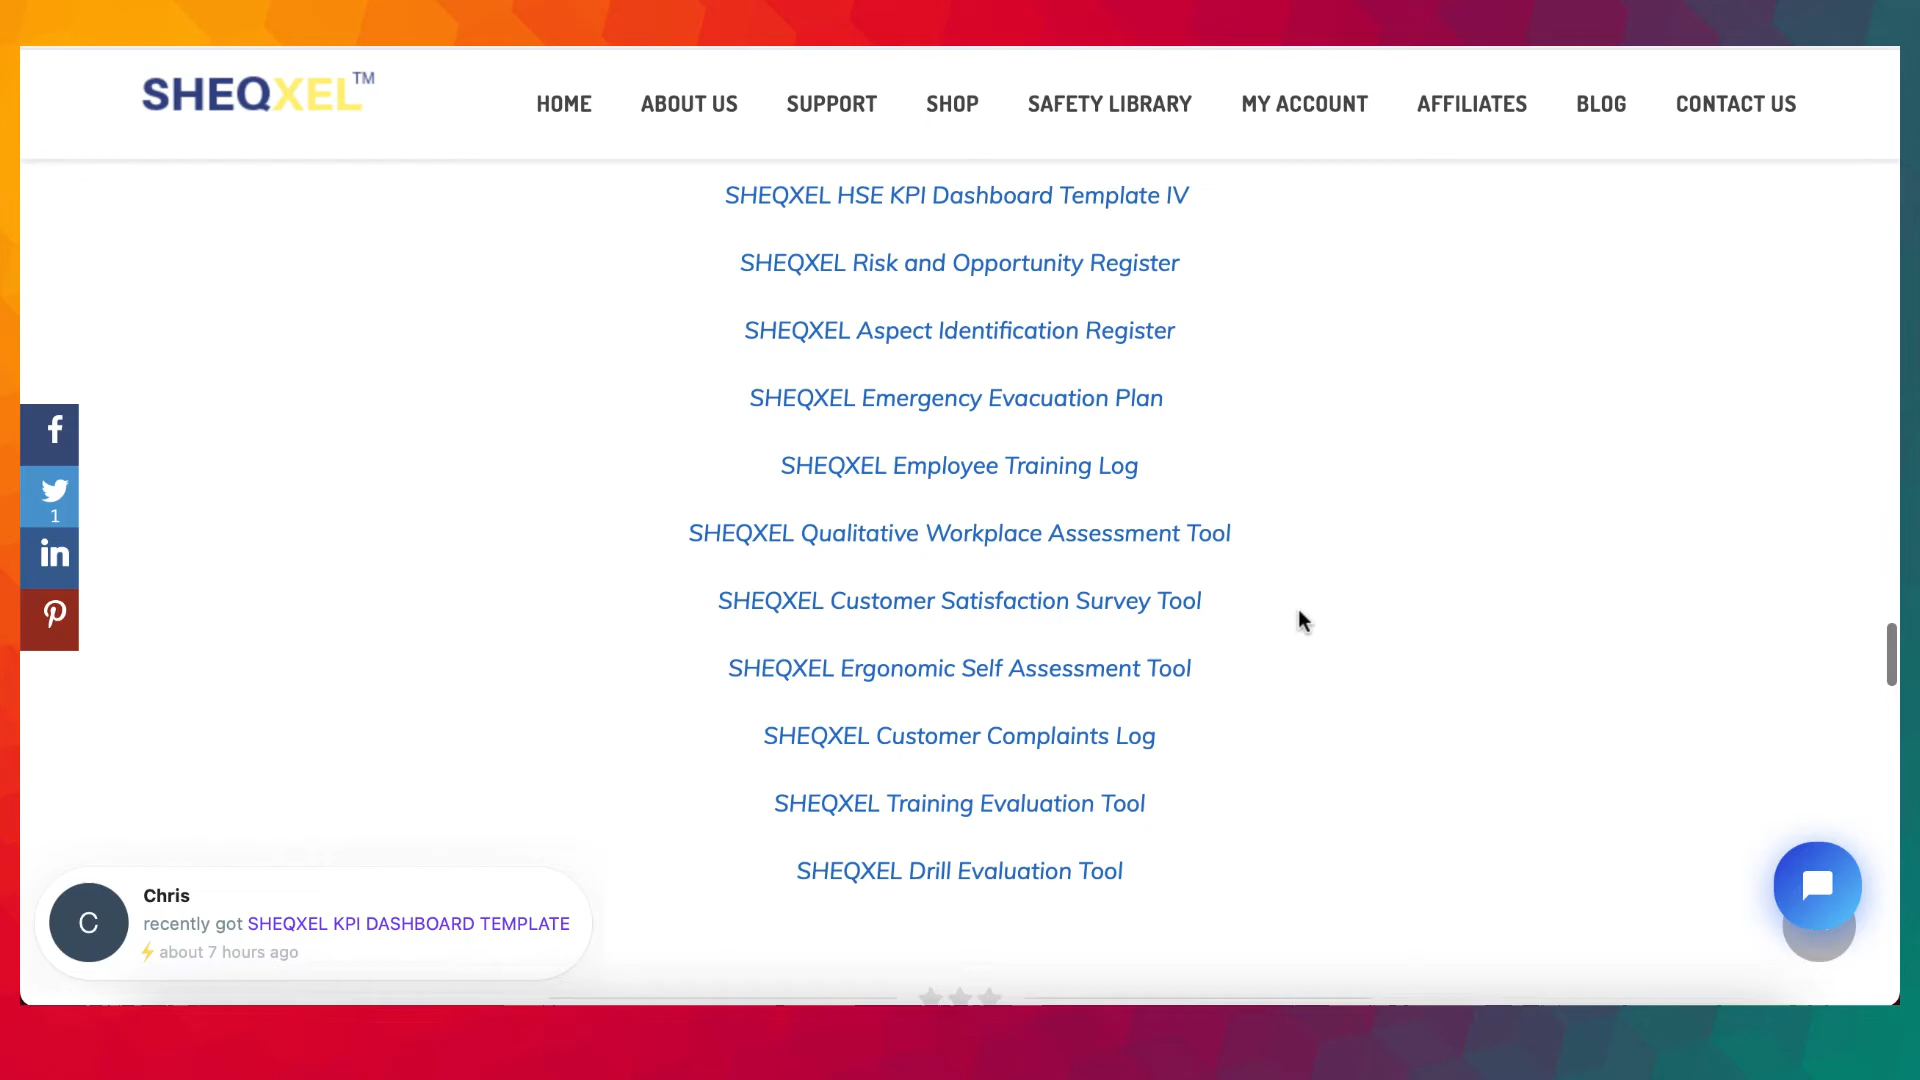 SHEQXEL™
HOME ABOUT US SUPPORT SHOP SAFETY LIBRARY MY ACCOUNT AFFILIATES BLOG CONTACT US
SHEQXEL HSE KPI Dashboard Template IV
SHEQXEL Risk and Opportunity Register
SHEQXEL Aspect Identification Register
SHEQXEL Emergency Evacuation Plan
SHEQXEL Employee Training Log
SHEQXEL Qualitative Workplace Assessment Tool
SHEQXEL Customer Satisfaction Survey Tool
SHEQXEL Ergonomic Self Assessment Tool
SHEQXEL Customer Complaints Log
SHEQXEL Training Evaluation Tool
SHEQXEL Drill Evaluation Tool
1
C
Chris
recently got SHEQXEL KPI DASHBOARD TEMPLATE
about 7 hours ago